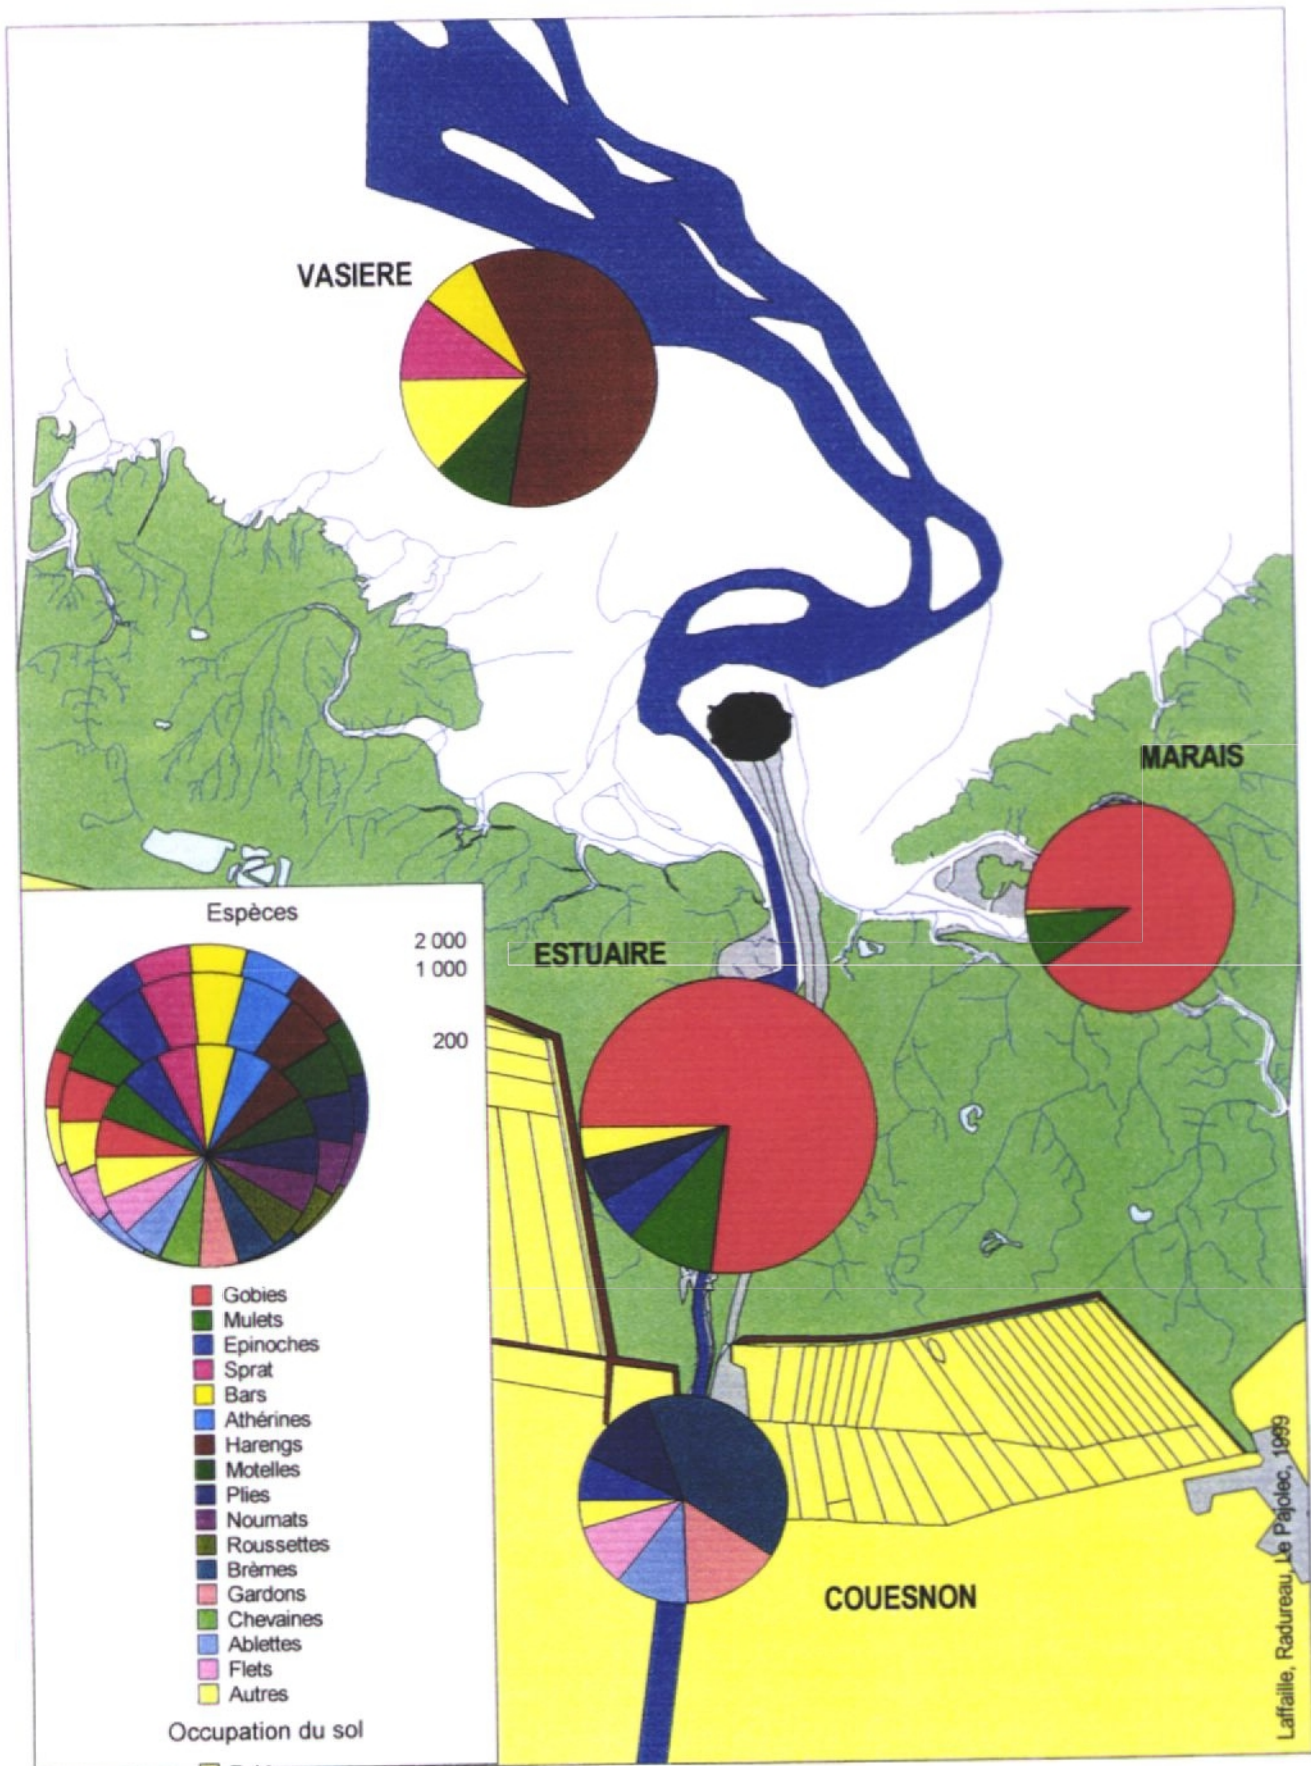 VASIERE
MARAIS
ESTUAIRE
COUESNON
Espèces
2 000
1 000
200
Gobies
Mulets
Epinoches
Sprat
Bars
Athérines
Harengs
Motelles
Plies
Noumats
Roussettes
Brèmes
Gardons
Chevaines
Ablettes
Flets
Autres
Occupation du sol
Laffaille, Radureau, Le Pajolec, 1999